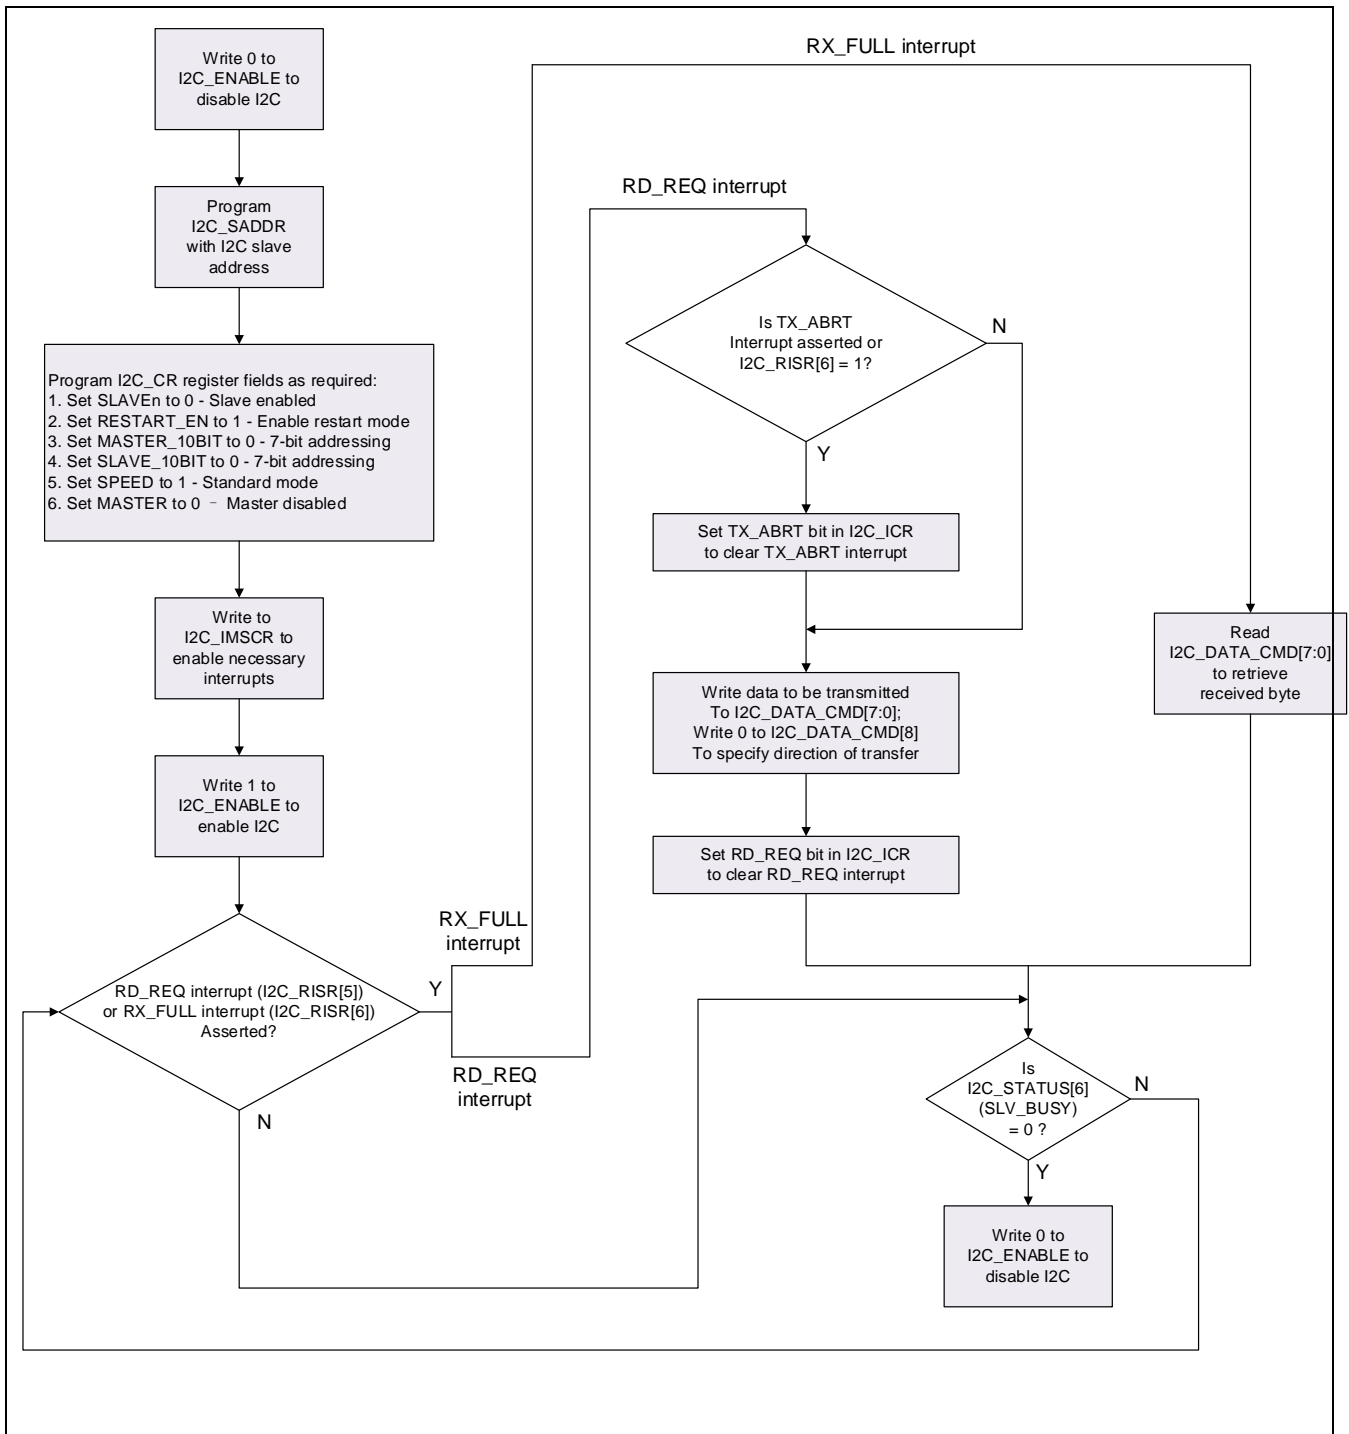 Write 0 to
I2C_ENABLE to
disable I2C
Program
I2C_SADDR
with I2C slave
address
Program I2C_CR register fields as required:
1. Set SLAVEn to 0 - Slave enabled
2. Set RESTART_EN to 1 - Enable restart mode
3. Set MASTER_10BIT to 0 - 7-bit addressing
4. Set SLAVE_10BIT to 0 - 7-bit addressing
5. Set SPEED to 1 - Standard mode
6. Set MASTER to 0 – Master disabled
Write to
I2C_IMSCR to
enable necessary
interrupts
Write 1 to
I2C_ENABLE to
enable I2C
RD_REQ interrupt (I2C_RISR[5])
or RX_FULL interrupt (I2C_RISR[6])
Asserted?
Y
N
RX_FULL
interrupt
RD_REQ
interrupt
RX_FULL interrupt
RD_REQ interrupt
Is TX_ABRT
Interrupt asserted or
I2C_RISR[6] = 1?
N
Y
Set TX_ABRT bit in I2C_ICR
to clear TX_ABRT interrupt
Write data to be transmitted
To I2C_DATA_CMD[7:0];
Write 0 to I2C_DATA_CMD[8]
To specify direction of transfer
Set RD_REQ bit in I2C_ICR
to clear RD_REQ interrupt
Read
I2C_DATA_CMD[7:0]
to retrieve
received byte
Is
I2C_STATUS[6]
(SLV_BUSY)
= 0 ?
N
Y
Write 0 to
I2C_ENABLE to
disable I2C